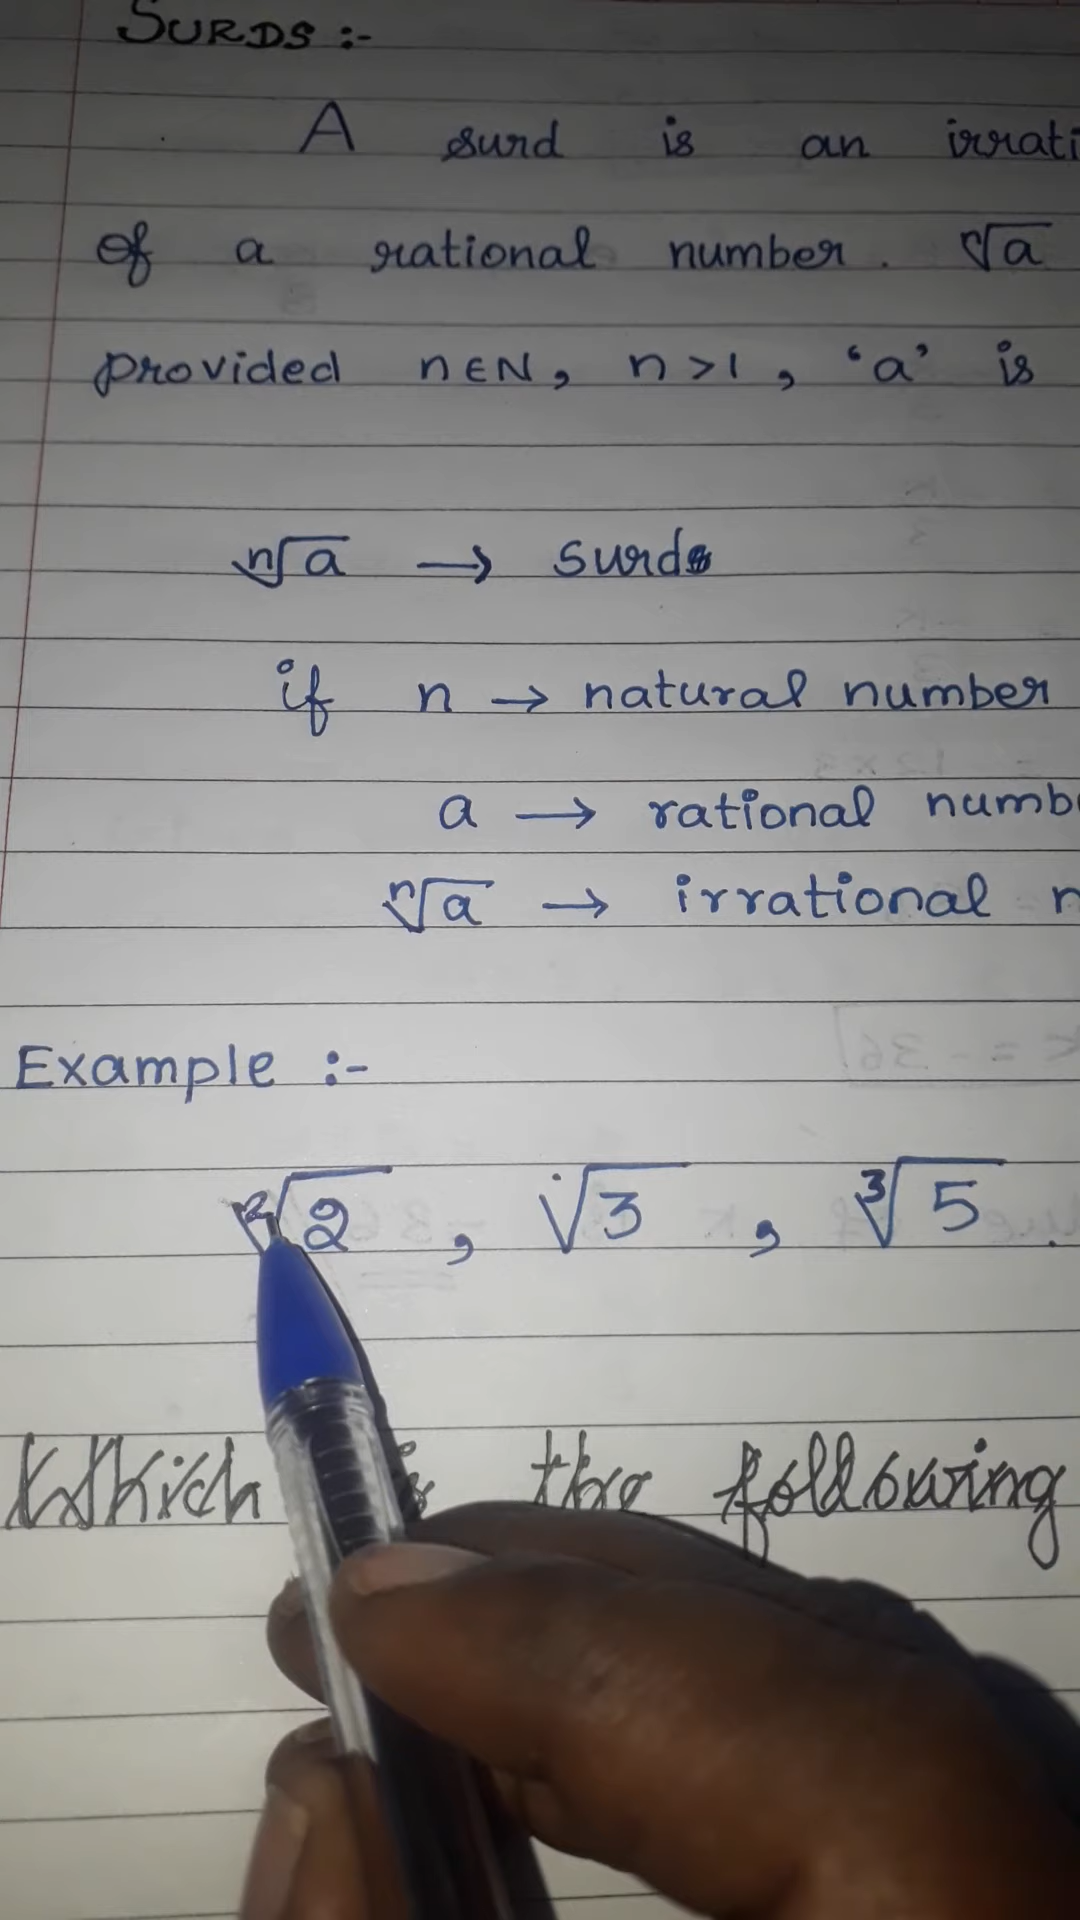 SURDS :-
A surd is an irrati
of a rational number. ⁿ√a
provided n∈N, n>1, 'a' is
ⁿ√a → surds
if n → natural number
a → rational numb
ⁿ√a → irrational n
Example :-
²√2, √3, ³√5.
Which the following